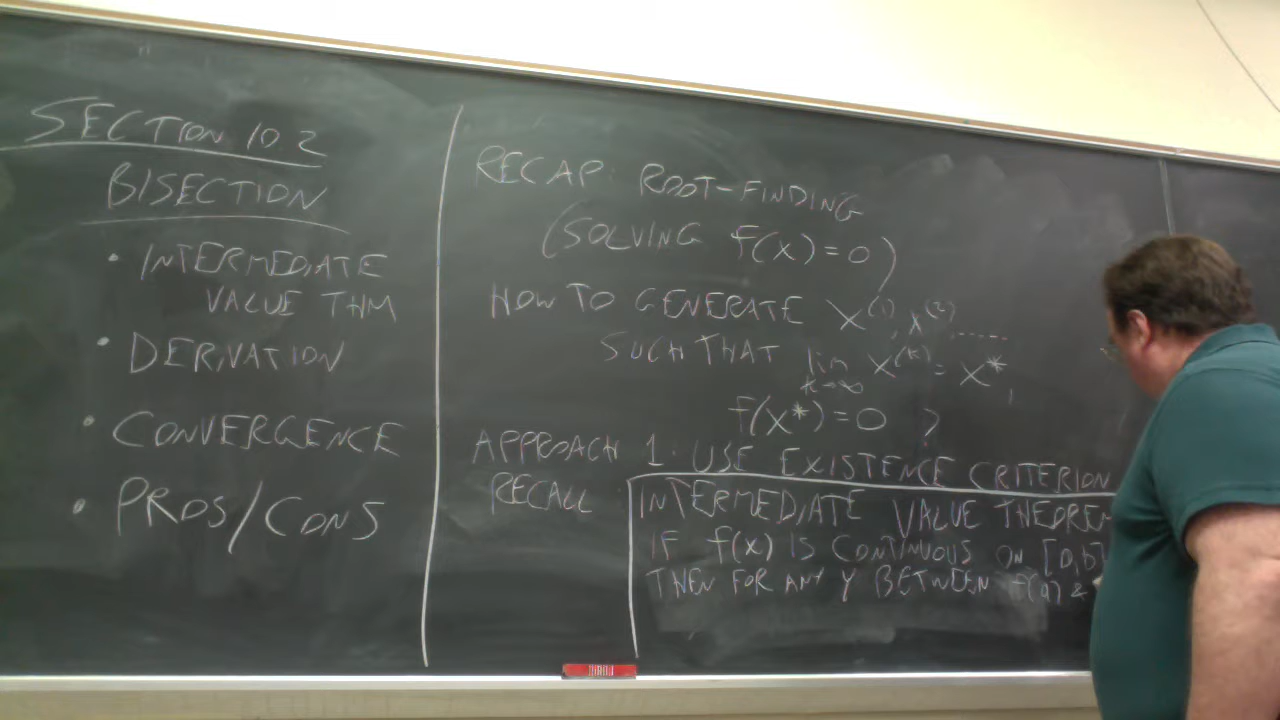 SECTION 10.2
BISECTION
• INTERMEDIATE
VALUE THM
• DERIVATION
• CONVERGENCE
• PROS/CONS
RECAP: ROOT-FINDING
(SOLVING f(x)=0)
HOW TO GENERATE x^(1), x^(2), .....
SUCH THAT lim k→∞ x^(k) = x*,
f(x*)=0 ?
APPROACH 1: USE EXISTENCE CRITERION
RECALL
INTERMEDIATE VALUE THEOREM
IF f(x) IS CONTINUOUS ON [a,b]
THEN FOR ANY y BETWEEN f(a) &